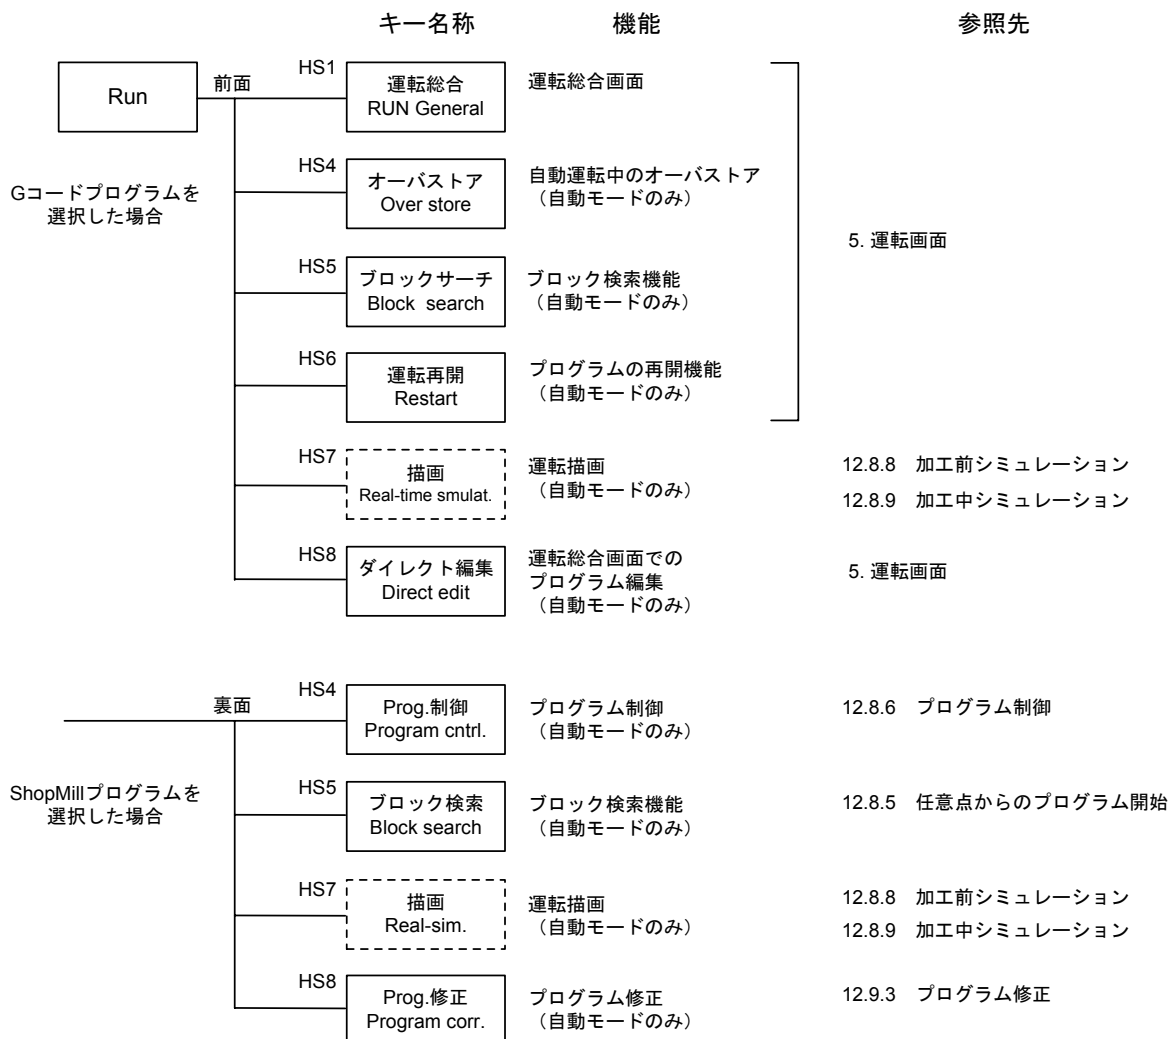 キー名称
機能
参照先
Run
前面
Gコードプログラムを
選択した場合
HS1
運転総合
RUN General
運転総合画面
HS4
オーバストア
Over store
自動運転中のオーバストア
（自動モードのみ）
5. 運転画面
HS5
ブロックサーチ
Block search
ブロック検索機能
（自動モードのみ）
HS6
運転再開
Restart
プログラムの再開機能
（自動モードのみ）
HS7
描画
Real-time smulat.
運転描画
（自動モードのみ）
12.8.8 加工前シミュレーション
12.8.9 加工中シミュレーション
HS8
ダイレクト編集
Direct edit
運転総合画面での
プログラム編集
（自動モードのみ）
5. 運転画面
裏面
ShopMillプログラムを
選択した場合
HS4
Prog.制御
Program cntrl.
プログラム制御
（自動モードのみ）
12.8.6 プログラム制御
HS5
ブロック検索
Block search
ブロック検索機能
（自動モードのみ）
12.8.5 任意点からのプログラム開始
HS7
描画
Real-sim.
運転描画
（自動モードのみ）
12.8.8 加工前シミュレーション
12.8.9 加工中シミュレーション
HS8
Prog.修正
Program corr.
プログラム修正
（自動モードのみ）
12.9.3 プログラム修正